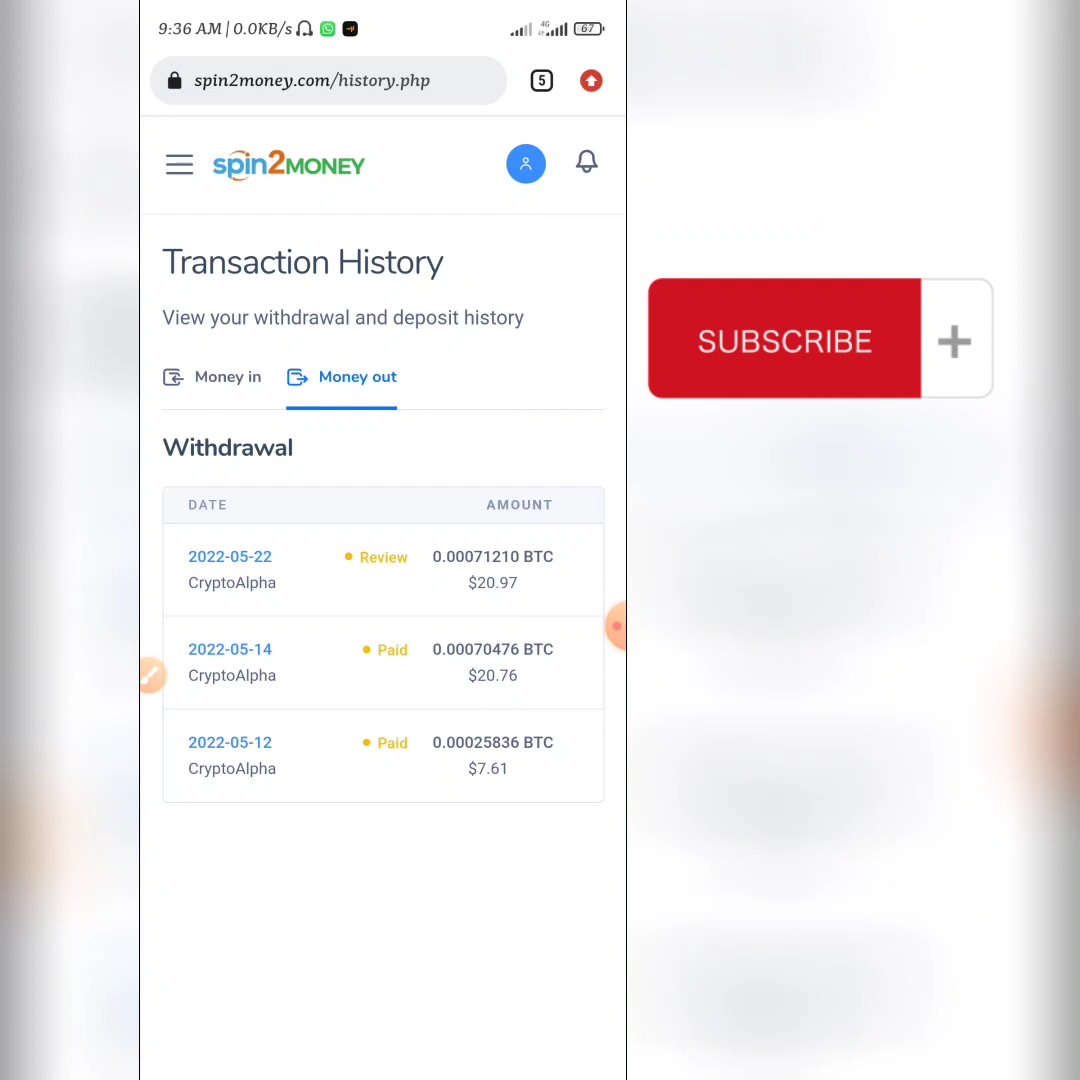 9:36 AM | 0.0KB/s
4G
67
spin2money.com/history.php
5
spin2MONEY
SUBSCRIBE +
Transaction History
View your withdrawal and deposit history
Money in
Money out
Withdrawal
DATE
AMOUNT
2022-05-22
Review
0.00071210 BTC
CryptoAlpha
$20.97
2022-05-14
Paid
0.00070476 BTC
CryptoAlpha
$20.76
2022-05-12
Paid
0.00025836 BTC
CryptoAlpha
$7.61